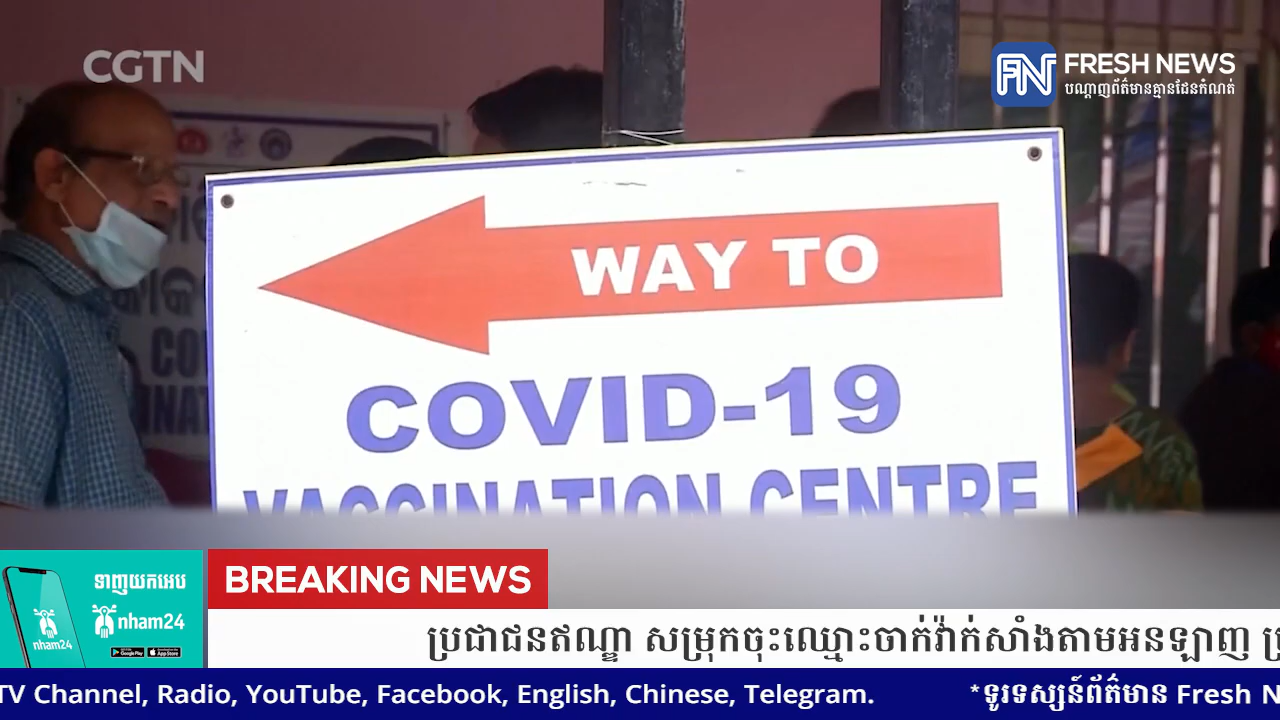 CGTN
FRESH NEWS
បណ្តាញព័ត៌មានគ្មានដែនកំណត់
WAY TO
COVID-19
VACCINATION CENTRE
ទាញយកអេប
nham24
nham24
BREAKING NEWS
ប្រជាជនឥណ្ឌា សម្រុកចុះឈ្មោះចាក់វ៉ាក់សាំងតាមអនឡាញ
TV Channel, Radio, YouTube, Facebook, English, Chinese, Telegram.
*ទូរទស្សន៍ព័ត៌មាន Fresh N